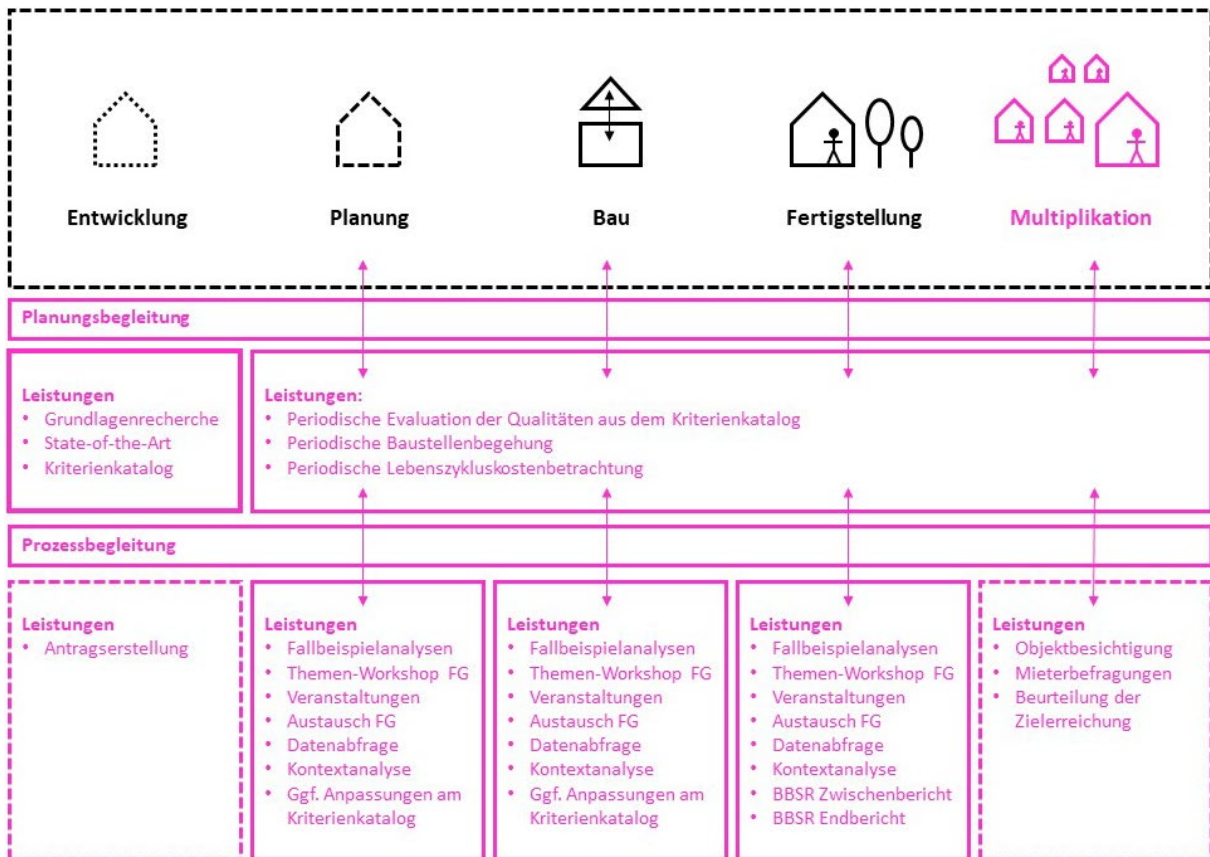 Entwicklung
Planung
Bau
Fertigstellung
Multiplikation
Planungsbegleitung
Leistungen
• Grundlagenrecherche
• State-of-the-Art
• Kriterienkatalog
Leistungen:
• Periodische Evaluation der Qualitäten aus dem Kriterienkatalog
• Periodische Baustellenbegehung
• Periodische Lebenszykluskostenbetrachtung
Prozessbegleitung
Leistungen
• Antragserstellung
Leistungen
• Fallbeispielanalysen
• Themen-Workshop FG
• Veranstaltungen
• Austausch FG
• Datenabfrage
• Kontextanalyse
• Ggf. Anpassungen am
Kriterienkatalog
Leistungen
• Fallbeispielanalysen
• Themen-Workshop FG
• Veranstaltungen
• Austausch FG
• Datenabfrage
• Kontextanalyse
• Ggf. Anpassungen am
Kriterienkatalog
Leistungen
• Fallbeispielanalysen
• Themen-Workshop FG
• Veranstaltungen
• Austausch FG
• Datenabfrage
• Kontextanalyse
• BBSR Zwischenbericht
• BBSR Endbericht
Leistungen
• Objektbesichtigung
• Mieterbefragungen
• Beurteilung der
Zielerreichung